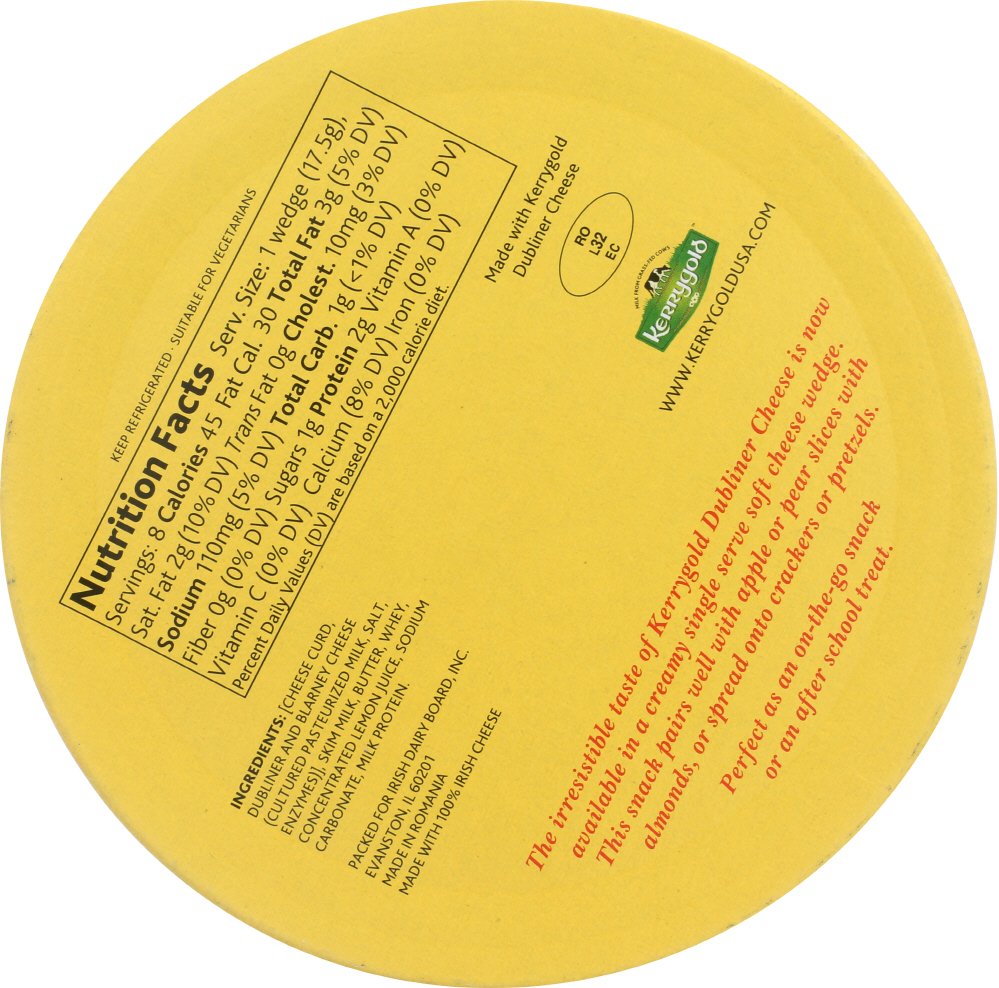 KEEP REFRIGERATED · SUITABLE FOR VEGETARIANS
Nutrition Facts Serv. Size: 1 wedge (17.5g),
Servings: 8 Calories 45 Fat Cal. 30 Total Fat 3g (5% DV)
Sat. Fat 2g (10% DV) Trans Fat 0g Cholest. 10mg (3% DV)
Sodium 110mg (5% DV) Total Carb. 1g (<1% DV)
Fiber 0g (0% DV) Sugars 1g Protein 2g Vitamin A (0% DV)
Vitamin C (0% DV) Calcium (8% DV) Iron (0% DV)
Percent Daily Values (DV) are based on a 2,000 calorie diet.
INGREDIENTS: [CHEESE CURD,
DUBLINER AND BLARNEY CHEESE
(CULTURED PASTEURIZED MILK, SALT,
ENZYMES)], SKIM MILK, BUTTER, WHEY,
CONCENTRATED LEMON JUICE, SODIUM
CARBONATE, MILK PROTEIN.
PACKED FOR IRISH DAIRY BOARD, INC.
EVANSTON, IL 60201
MADE IN ROMANIA
MADE WITH 100% IRISH CHEESE
Made with Kerrygold
Dubliner Cheese
RO
L32
EC
MILK FROM GRASS-FED COWS
Kerrygold
WWW.KERRYGOLDUSA.COM
The irresistible taste of Kerrygold Dubliner Cheese is now
available in a creamy single serve soft cheese wedge.
This snack pairs well with apple or pear slices with
almonds, or spread onto crackers or pretzels.
Perfect as an on-the-go snack
or an after school treat.